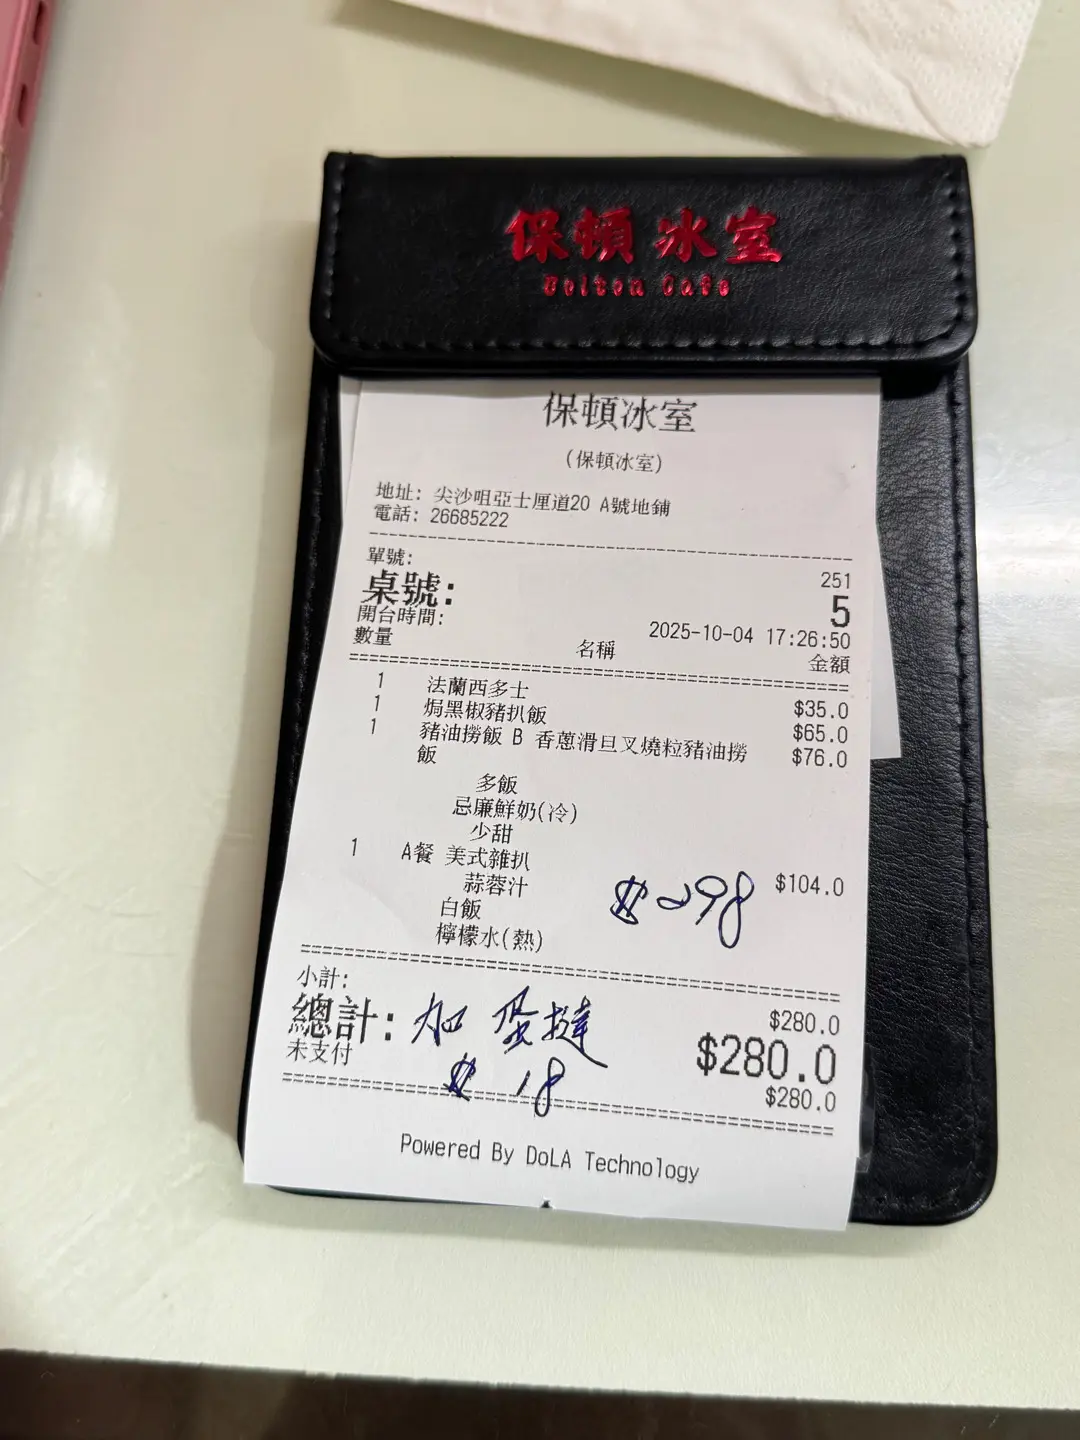 保頓冰室
Bolton Cafe
保頓冰室
(保頓冰室)
地址: 尖沙咀亞士厘道20 A號地鋪
電話: 26685222
單號: 251
桌號: 5
開台時間: 2025-10-04 17:26:50
數量 名稱 金額
1 法蘭西多士 $35.0
1 焗黑椒豬扒飯 $65.0
1 豬油撈飯 B 香蔥滑旦叉燒粒豬油撈 $76.0
飯
多飯
忌廉鮮奶(冷)
少甜
1 A餐 美式雜扒 $104.0
蒜蓉汁
白飯
檸檬水(熱)
$298
小計: $280.0
總計: $280.0
加 蛋撻
$ 18
未支付 $280.0
Powered By DoLA Technology